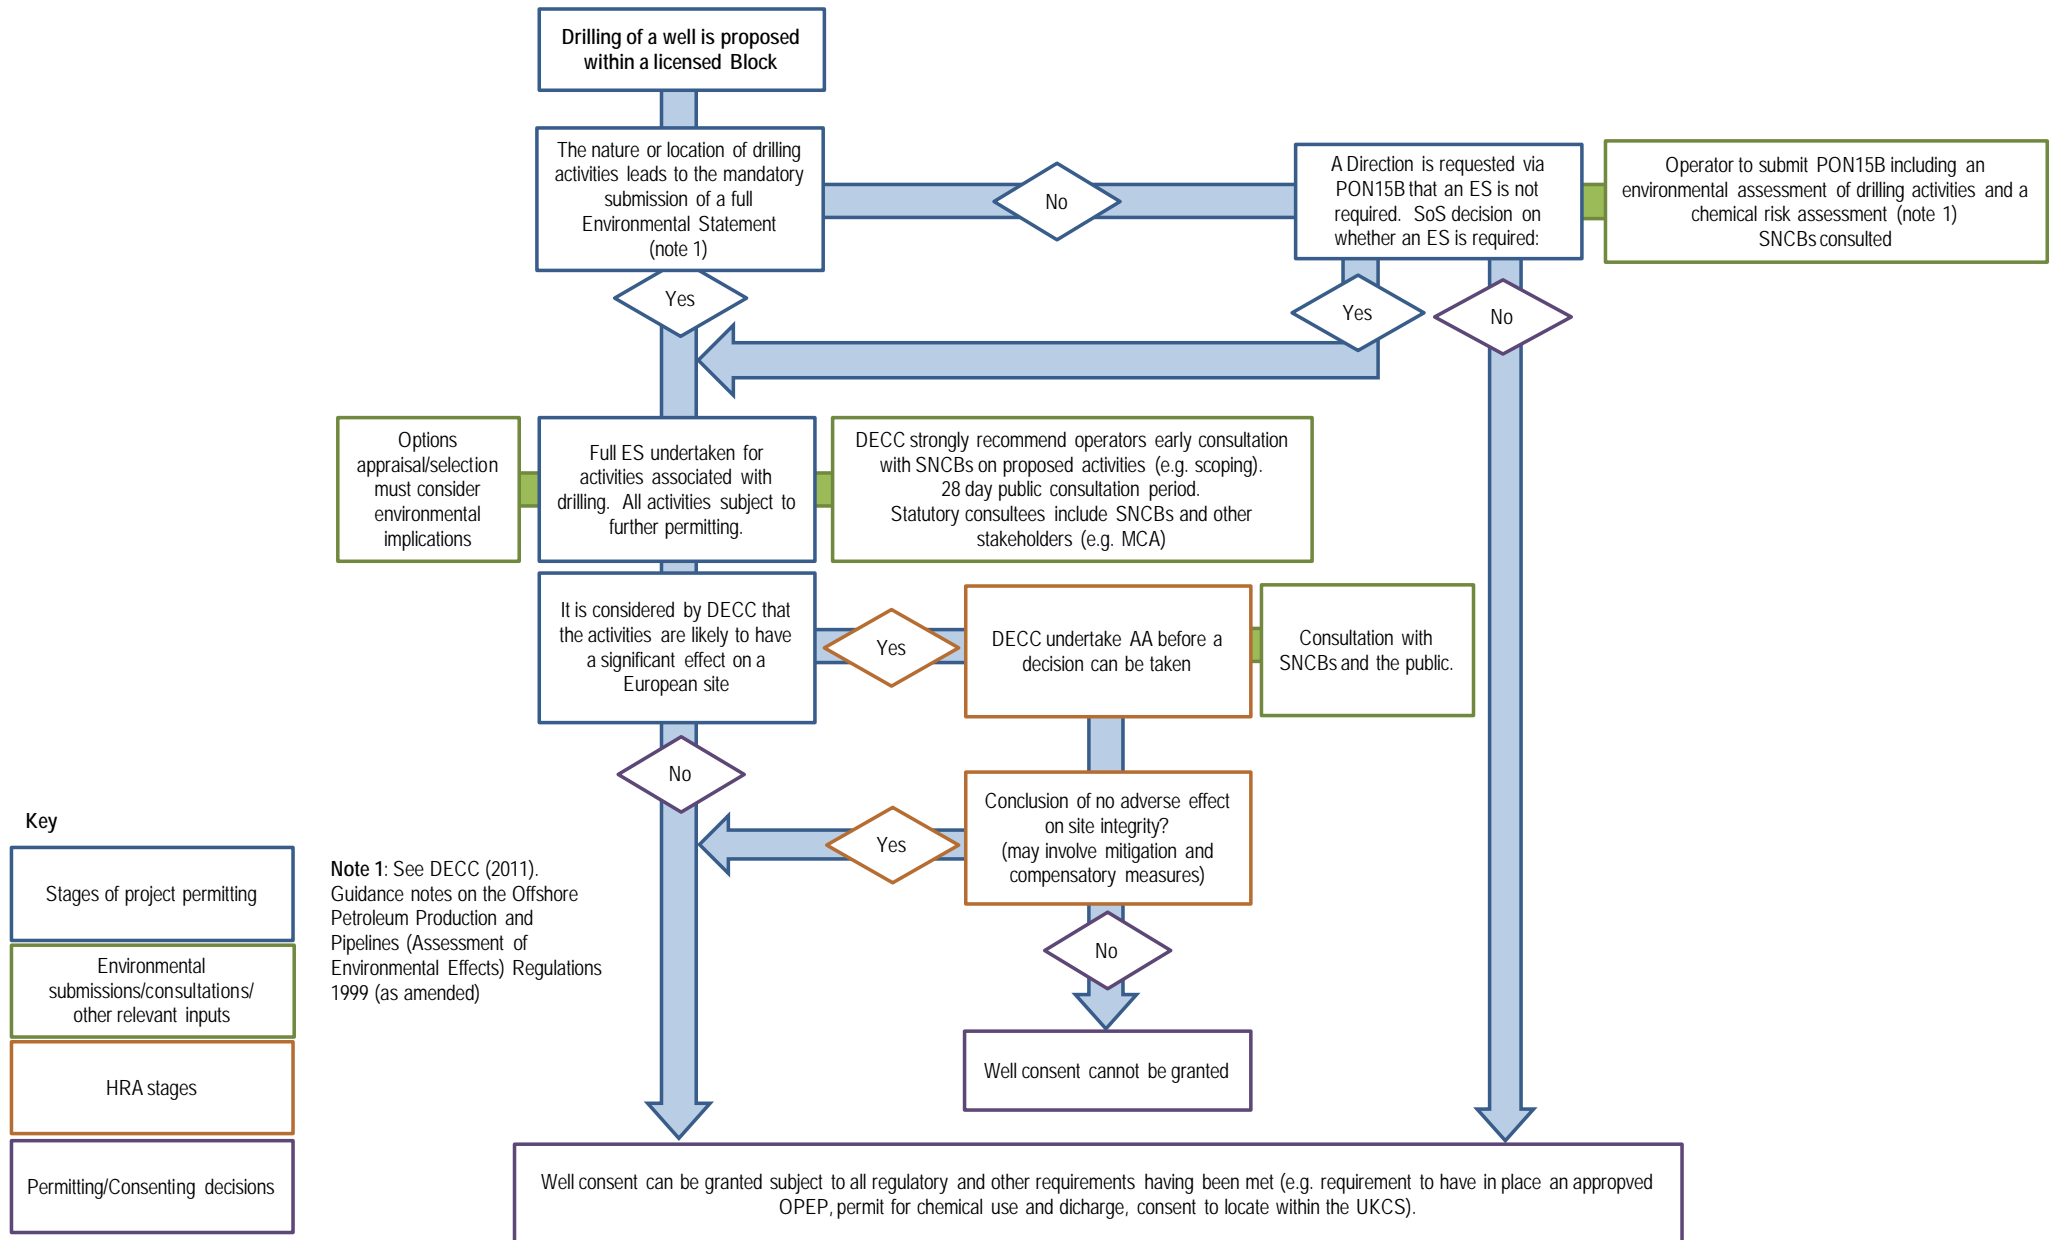 Drilling of a well is proposed
within a licensed Block
The nature or location of drilling
activities leads to the mandatory
submission of a full
Environmental Statement
(note 1)
No
A Direction is requested via
PON15B that an ES is not
required. SoS decision on
whether an ES is required:
Operator to submit PON15B including an
environmental assessment of drilling activities and a
chemical risk assessment (note 1)
SNCBs consulted
Yes
Yes
No
Options
appraisal/selection
must consider
environmental
implications
Full ES undertaken for
activities associated with
drilling. All activities subject to
further permitting.
DECC strongly recommend operators early consultation
with SNCBs on proposed activities (e.g. scoping).
28 day public consultation period.
Statutory consultees include SNCBs and other
stakeholders (e.g. MCA)
It is considered by DECC that
the activities are likely to have
a significant effect on a
European site
Yes
DECC undertake AA before a
decision can be taken
Consultation with
SNCBs and the public.
No
Yes
Conclusion of no adverse effect
on site integrity?
(may involve mitigation and
compensatory measures)
No
Well consent cannot be granted
Key
Stages of project permitting
Environmental
submissions/consultations/
other relevant inputs
HRA stages
Permitting/Consenting decisions
Note 1: See DECC (2011).
Guidance notes on the Offshore
Petroleum Production and
Pipelines (Assessment of
Environmental Effects) Regulations
1999 (as amended)
Well consent can be granted subject to all regulatory and other requirements having been met (e.g. requirement to have in place an appropved
OPEP, permit for chemical use and dicharge, consent to locate within the UKCS).